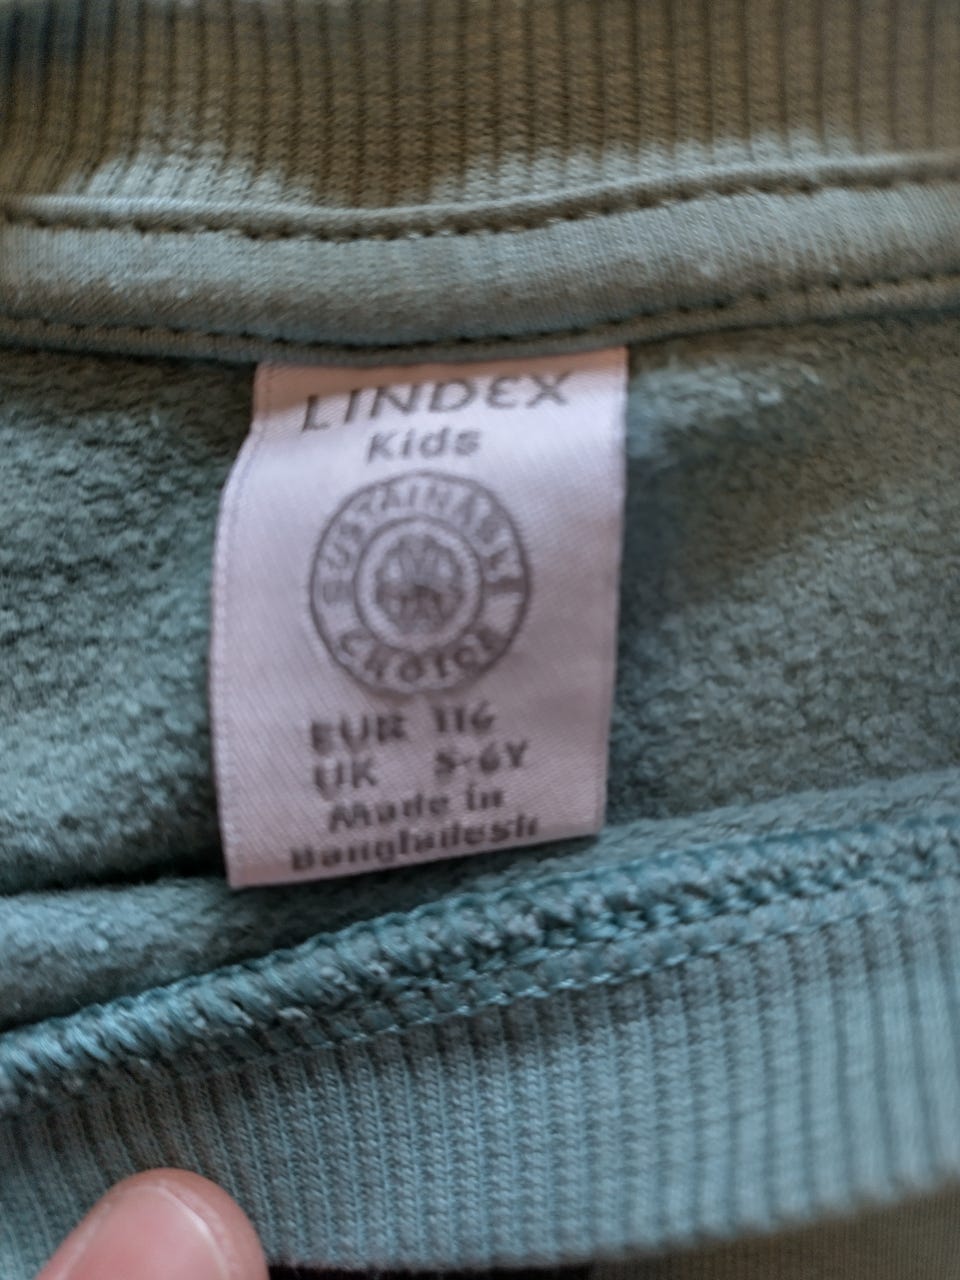 LINDEX
Kids
SUSTAINABLE
CHOICE
EUR 116
UK 5-6Y
Made in
Bangladesh